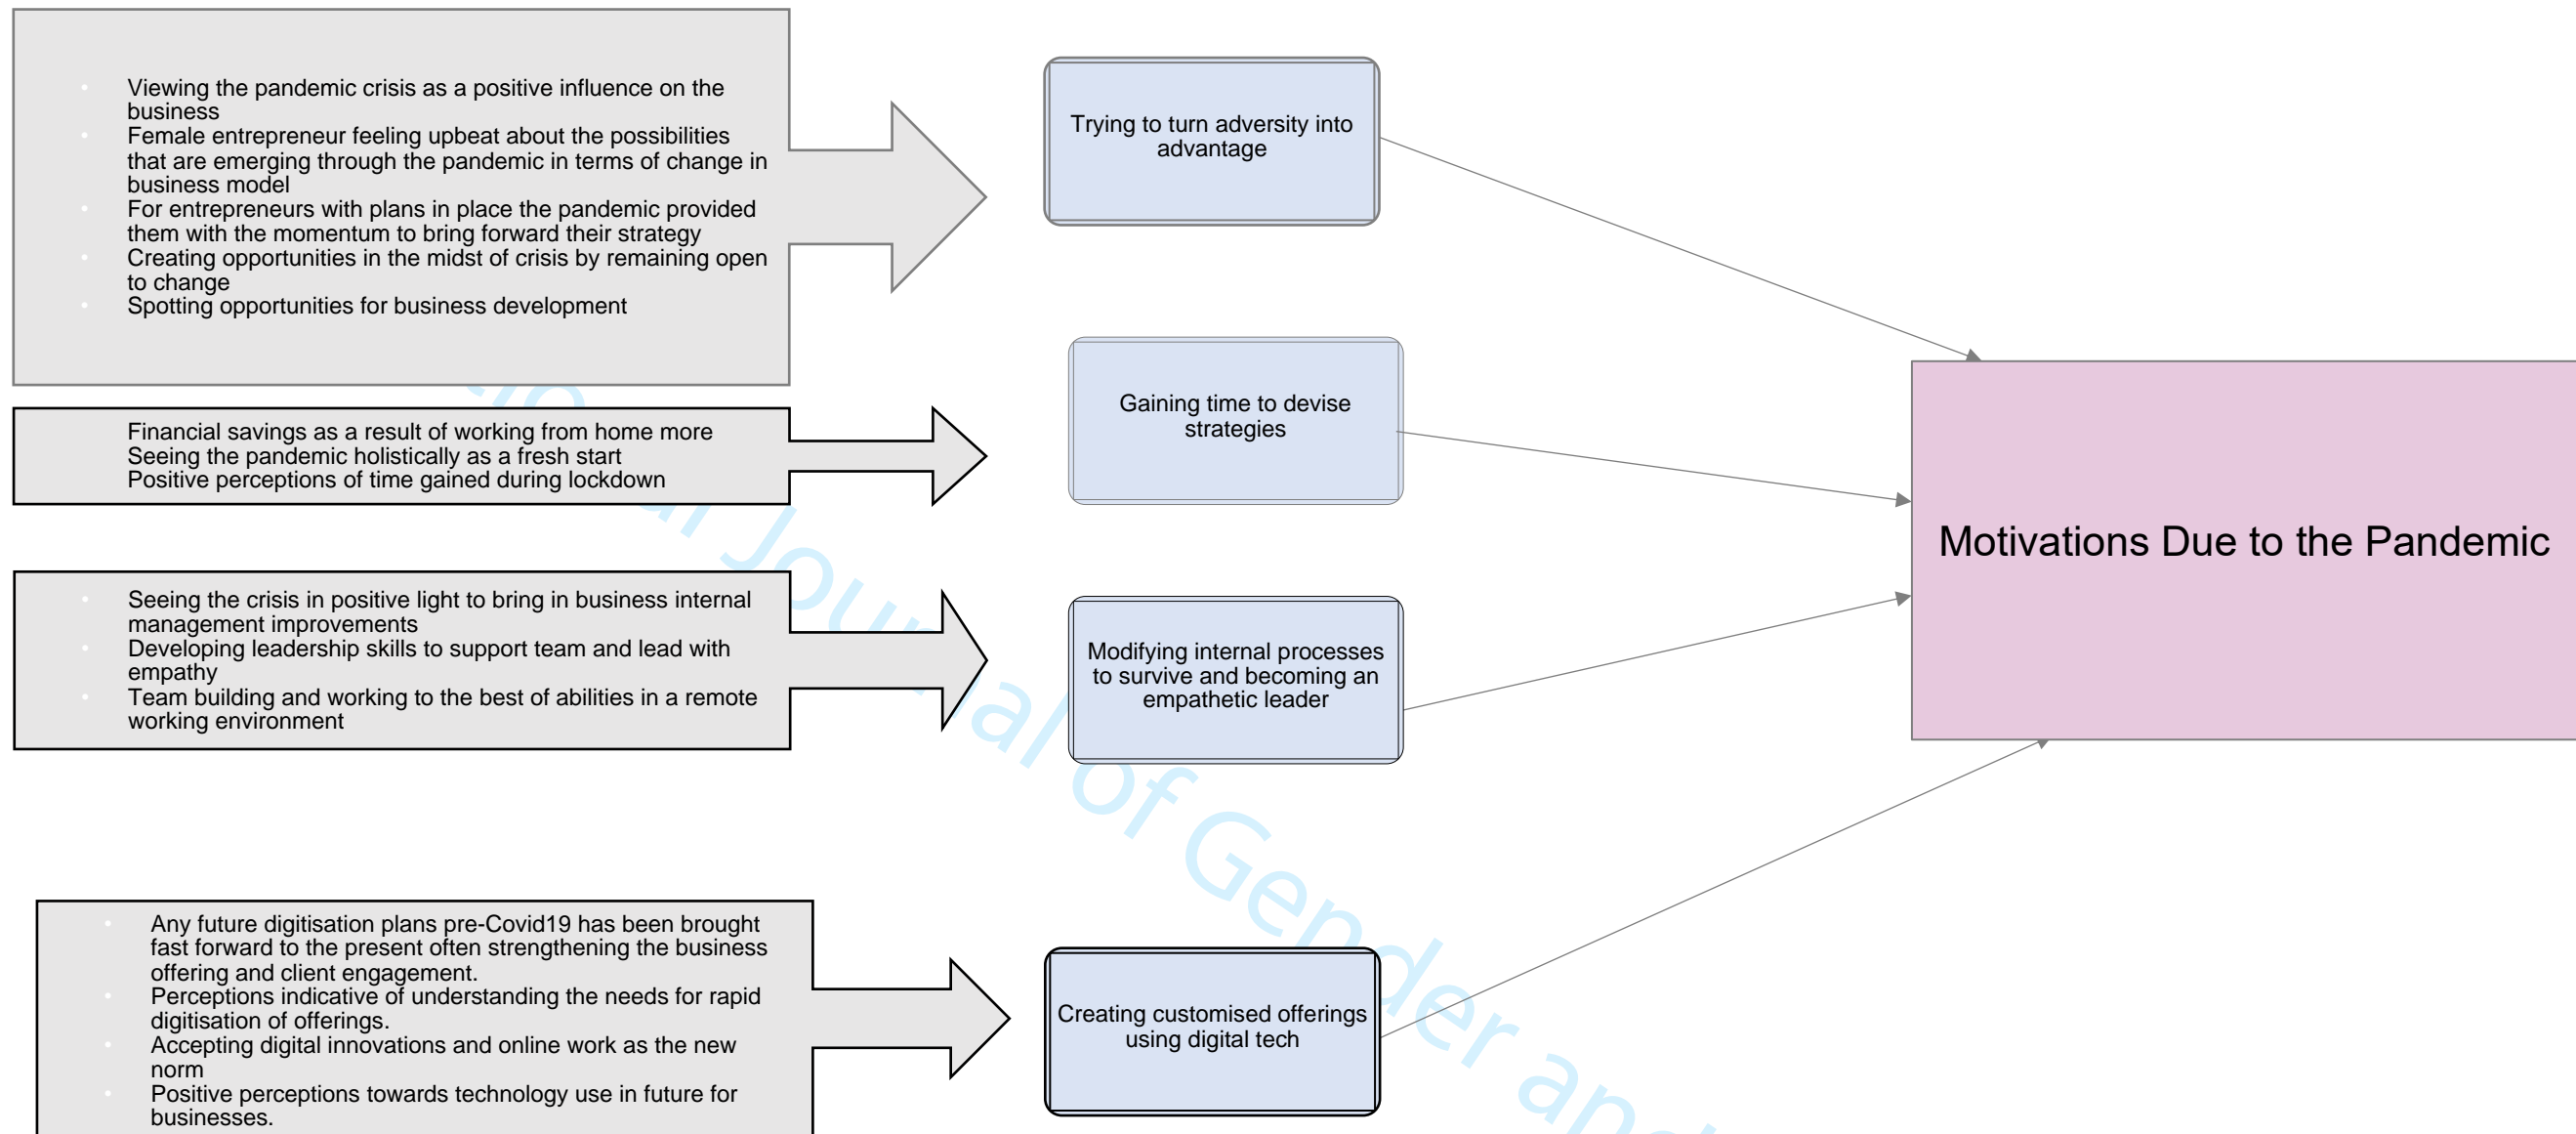 Viewing the pandemic crisis as a positive influence on the
business
Female entrepreneur feeling upbeat about the possibilities
that are emerging through the pandemic in terms of change in
business model
For entrepreneurs with plans in place the pandemic provided
them with the momentum to bring forward their strategy
Creating opportunities in the midst of crisis by remaining open
to change
Spotting opportunities for business development
Trying to turn adversity into
advantage
Financial savings as a result of working from home more
Seeing the pandemic holistically as a fresh start
Positive perceptions of time gained during lockdown
Gaining time to devise
strategies
Motivations Due to the Pandemic
Seeing the crisis in positive light to bring in business internal
management improvements
Developing leadership skills to support team and lead with
empathy
Team building and working to the best of abilities in a remote
working environment
Modifying internal processes
to survive and becoming an
empathetic leader
Any future digitisation plans pre-Covid19 has been brought
fast forward to the present often strengthening the business
offering and client engagement.
Perceptions indicative of understanding the needs for rapid
digitisation of offerings.
Accepting digital innovations and online work as the new
norm
Positive perceptions towards technology use in future for
businesses.
Creating customised offerings
using digital tech
Journal of Gender and